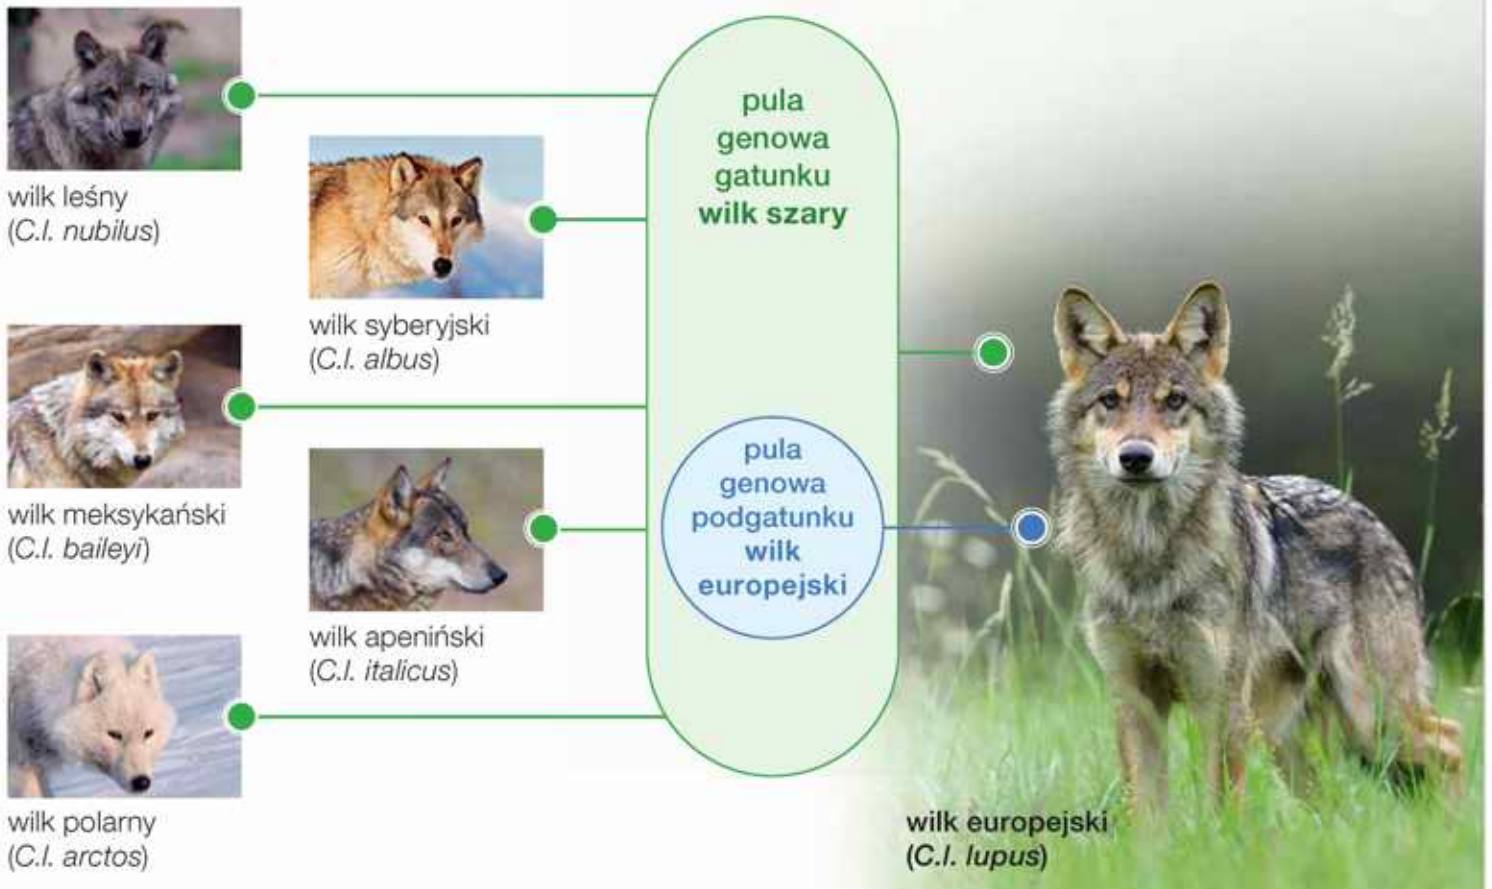 wilk leśny
(C.l. nubilus)
wilk syberyjski
(C.l. albus)
wilk meksykański
(C.l. baileyi)
wilk apeniński
(C.l. italicus)
wilk polarny
(C.l. arctos)
pula
genowa
gatunku
wilk szary
pula
genowa
podgatunku
wilk
europejski
wilk europejski
(C.l. lupus)